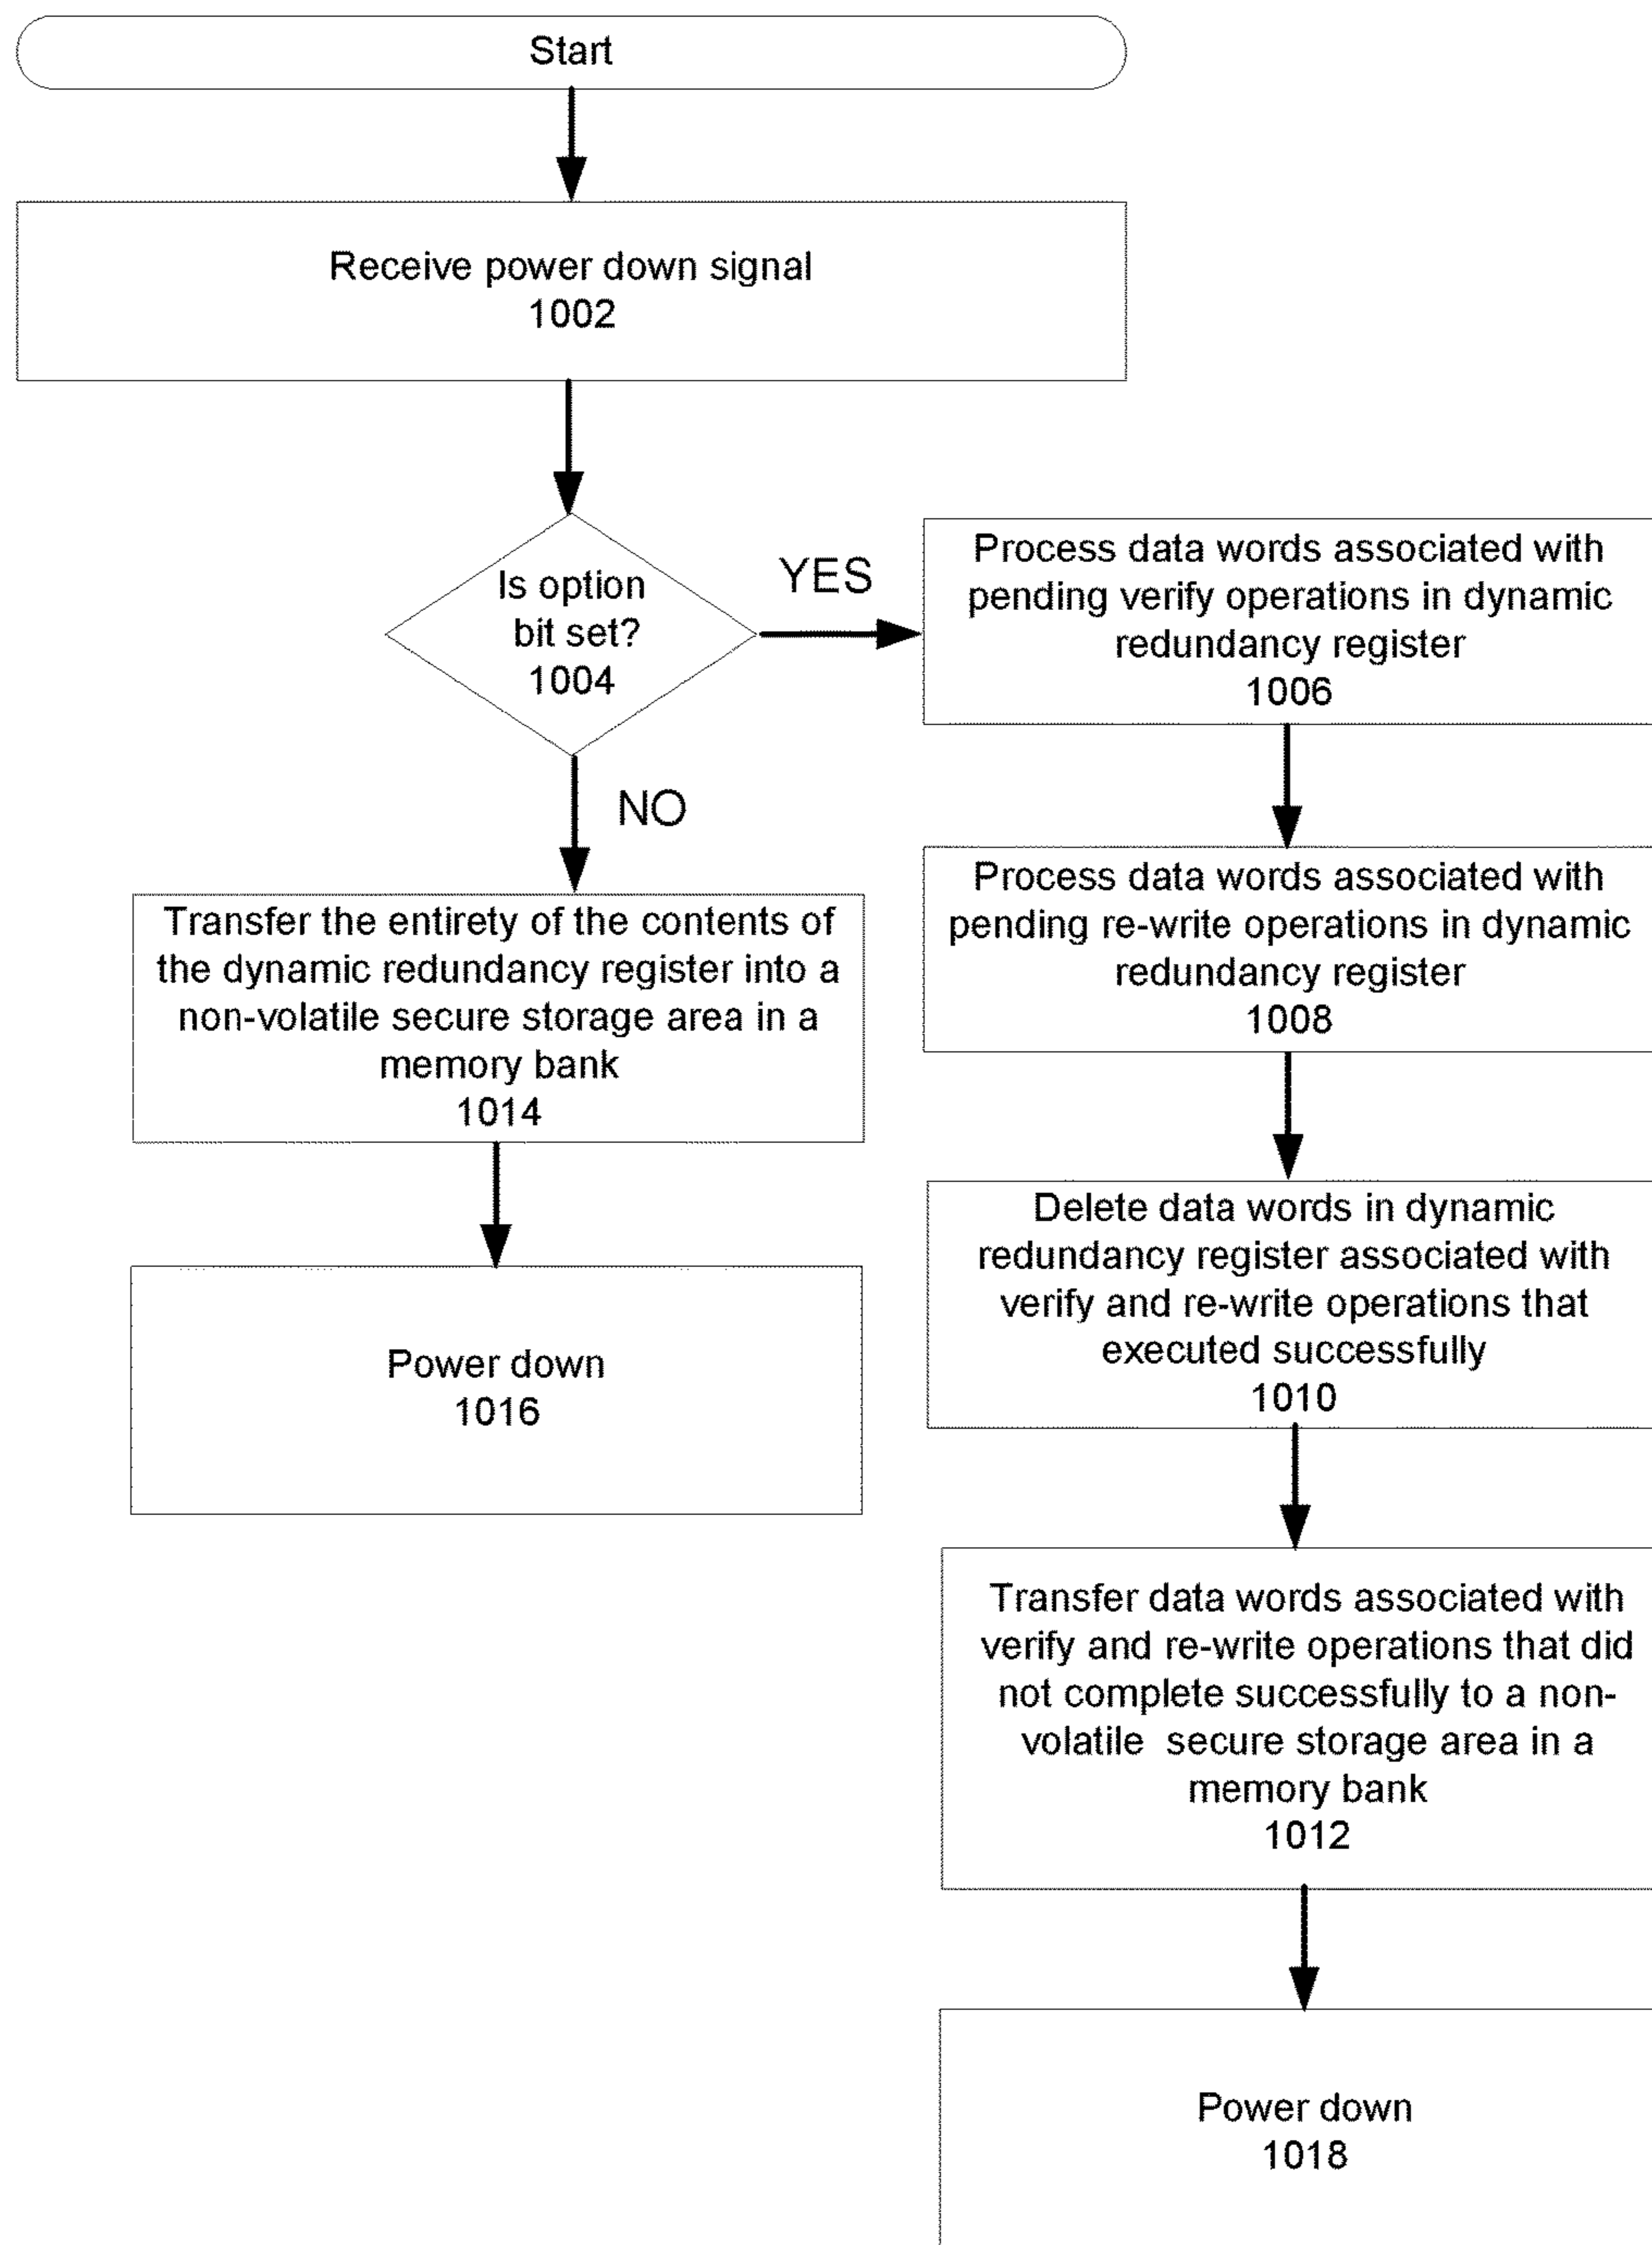 Start
Receive power down signal
1002
Is option
bit set?
1004
YES
NO
Process data words associated with
pending verify operations in dynamic
redundancy register
1006
Process data words associated with
pending re-write operations in dynamic
redundancy register
1008
Delete data words in dynamic
redundancy register associated with
verify and re-write operations that
executed successfully
1010
Transfer data words associated with
verify and re-write operations that did
not complete successfully to a non-
volatile secure storage area in a
memory bank
1012
Power down
1018
Transfer the entirety of the contents of
the dynamic redundancy register into a
non-volatile secure storage area in a
memory bank
1014
Power down
1016